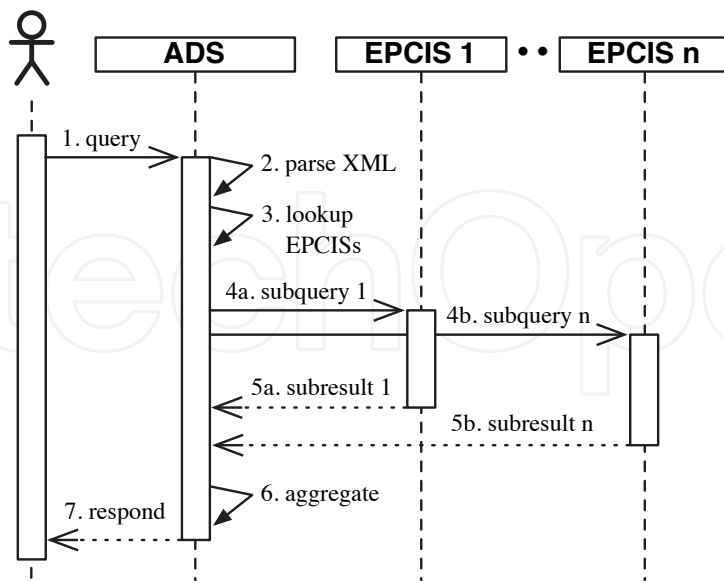 ADS
EPCIS 1
EPCIS n
1. query
2. parse XML
3. lookup
EPCISs
4a. subquery 1
4b. subquery n
5a. subresult 1
5b. subresult n
6. aggregate
7. respond
techOpe